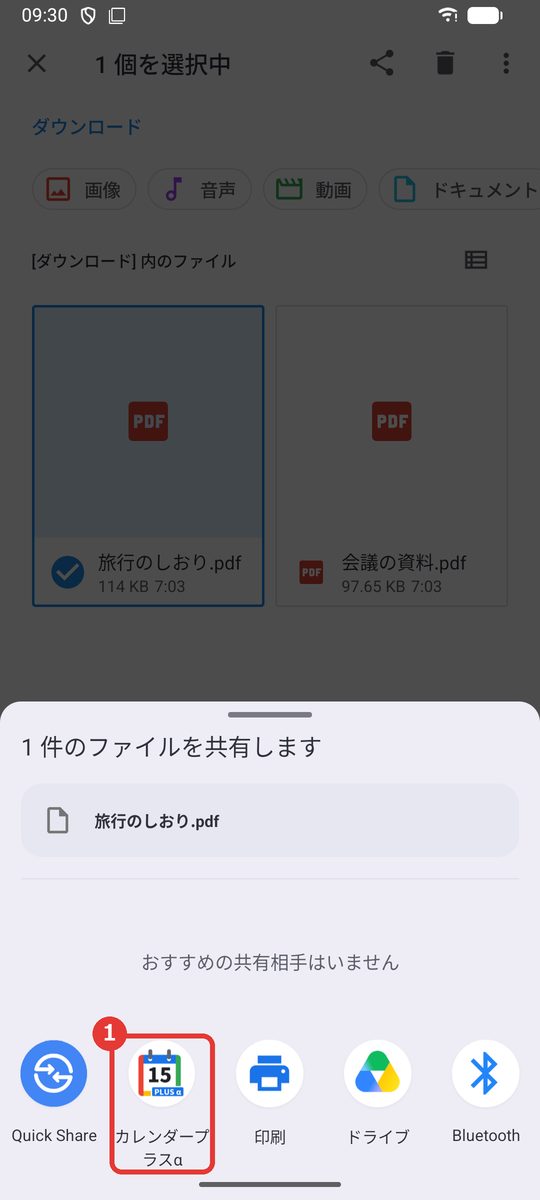 09:30
1 個を選択中
ダウンロード
画像
音声
動画
ドキュメント
[ダウンロード] 内のファイル
PDF
PDF
旅行のしおり.pdf
114 KB 7:03
PDF
会議の資料.pdf
97.65 KB 7:03
1 件のファイルを共有します
旅行のしおり.pdf
おすすめの共有相手はいません
1
15
PLUS α
Quick Share
カレンダープ
ラスα
印刷
ドライブ
Bluetooth